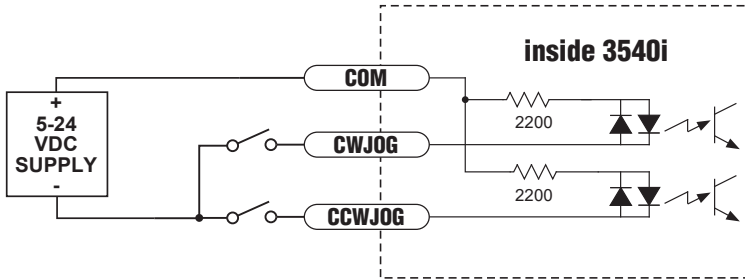 inside 3540i
COM
+
5-24
VDC
SUPPLY
-
2200
CWJOG
2200
CCWJOG